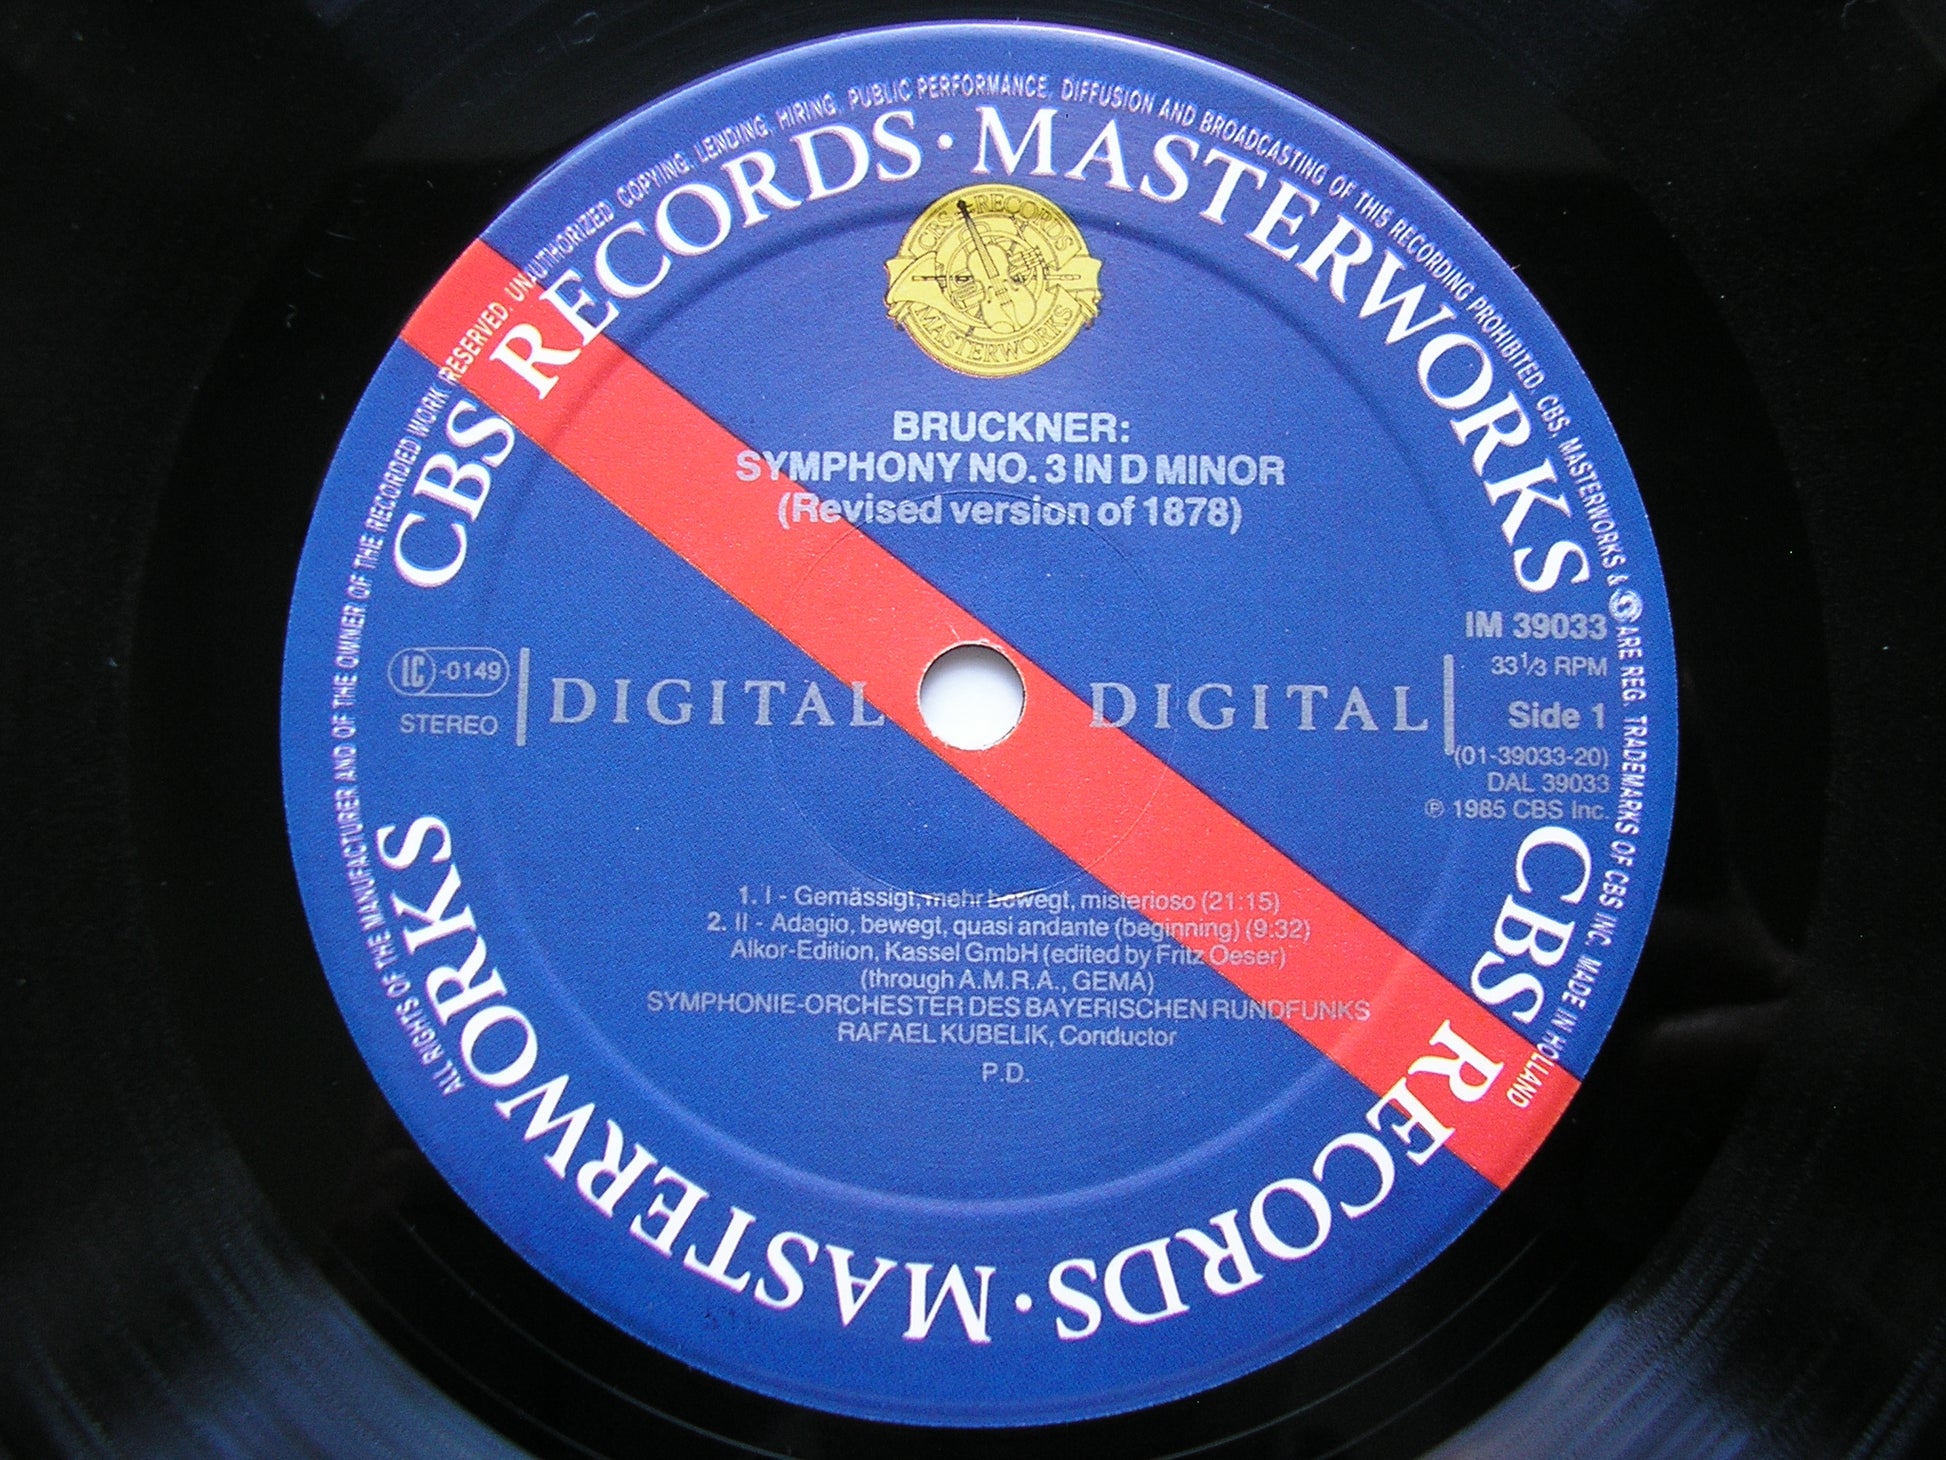 ALL RIGHTS OF THE MANUFACTURER AND OF THE OWNER OF THE RECORDED WORK RESERVED. UNAUTHORIZED COPYING, LENDING, HIRING, PUBLIC PERFORMANCE, DIFFUSION AND BROADCASTING OF THIS RECORDING PROHIBITED. CBS, MASTERWORKS & ARE REG. TRADEMARKS OF CBS INC. MADE IN HOLLAND
CBS RECORDS · MASTERWORKS
CBS RECORDS
MASTERWORKS
BRUCKNER:
SYMPHONY NO. 3 IN D MINOR
(Revised version of 1878)
LC-0149
STEREO
DIGITAL DIGITAL
IM 39033
33 1/3 RPM
Side 1
(01-39033-20)
DAL 39033
℗ 1985 CBS Inc.
1. I - Gemässigt, mehr bewegt, misterioso (21:15)
2. II - Adagio, bewegt, quasi andante (beginning) (9:32)
Alkor-Edition, Kassel GmbH (edited by Fritz Oeser)
(through A.M.R.A., GEMA)
SYMPHONIE-ORCHESTER DES BAYERISCHEN RUNDFUNKS
RAFAEL KUBELIK, Conductor
P.D.
CBS RECORDS · MASTERWORKS